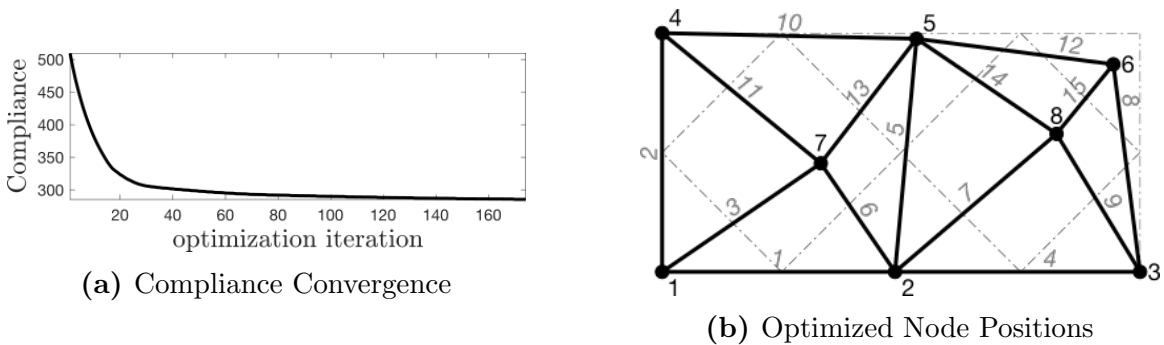 Compliance
500
450
400
350
300
20 40 60 80 100 120 140 160
optimization iteration
(a) Compliance Convergence
4 10 5
12
6
11 13 14 15 8
7 8
2 5
3 6 7 9
1 4
1 2 3
(b) Optimized Node Positions